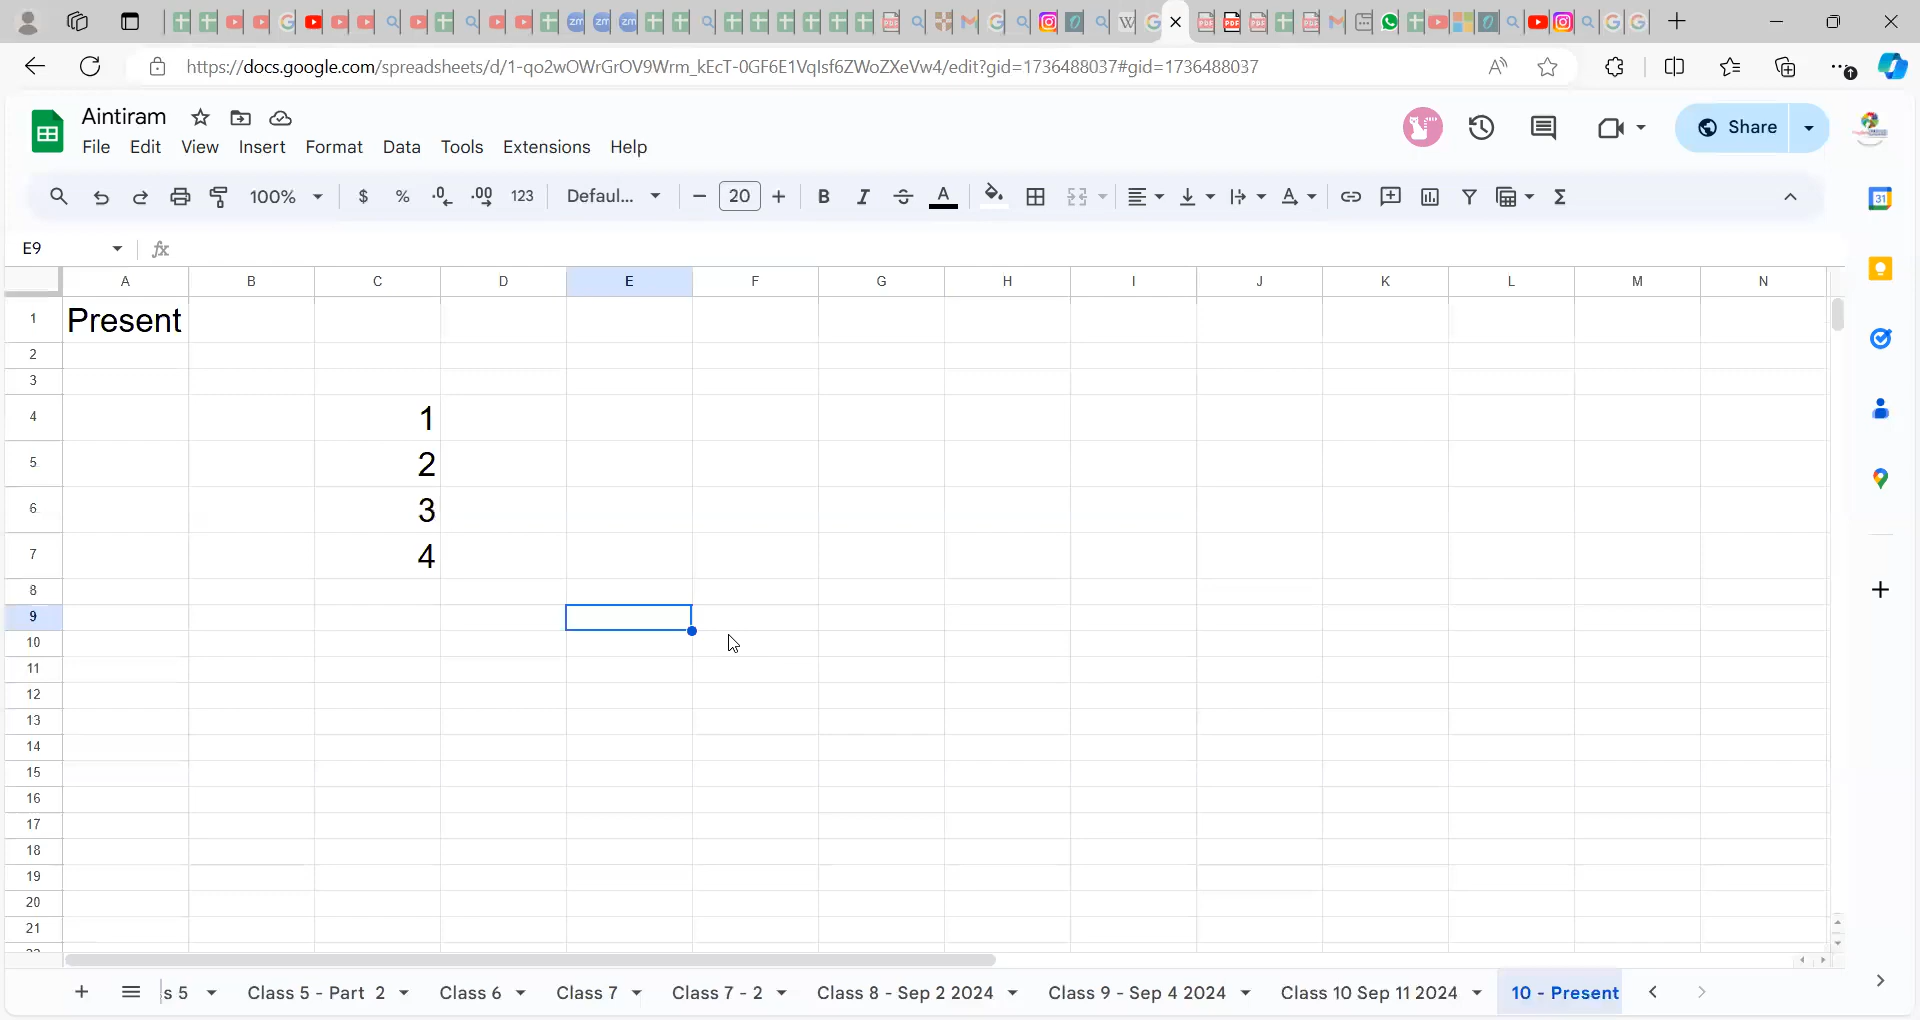 https://docs.google.com/spreadsheets/d/1-qo2wOWrGrOV9Wrm_kEcT-0GF6E1VqIsf6ZWoZXeVw4/edit?gid=1736488037#gid=1736488037
Aintiram
File Edit View Insert Format Data Tools Extensions Help
Share
100% $ % .0 .00 123 Defaul... 20 B I S A
E9 fx
A B C D E F G H I J K L M N
1 Present
2
3
4 1
5 2
6 3
7 4
8
9
10
11
12
13
14
15
16
17
18
19
20
21
s 5 Class 5 - Part 2 Class 6 Class 7 Class 7 - 2 Class 8 - Sep 2 2024 Class 9 - Sep 4 2024 Class 10 Sep 11 2024 10 - Present